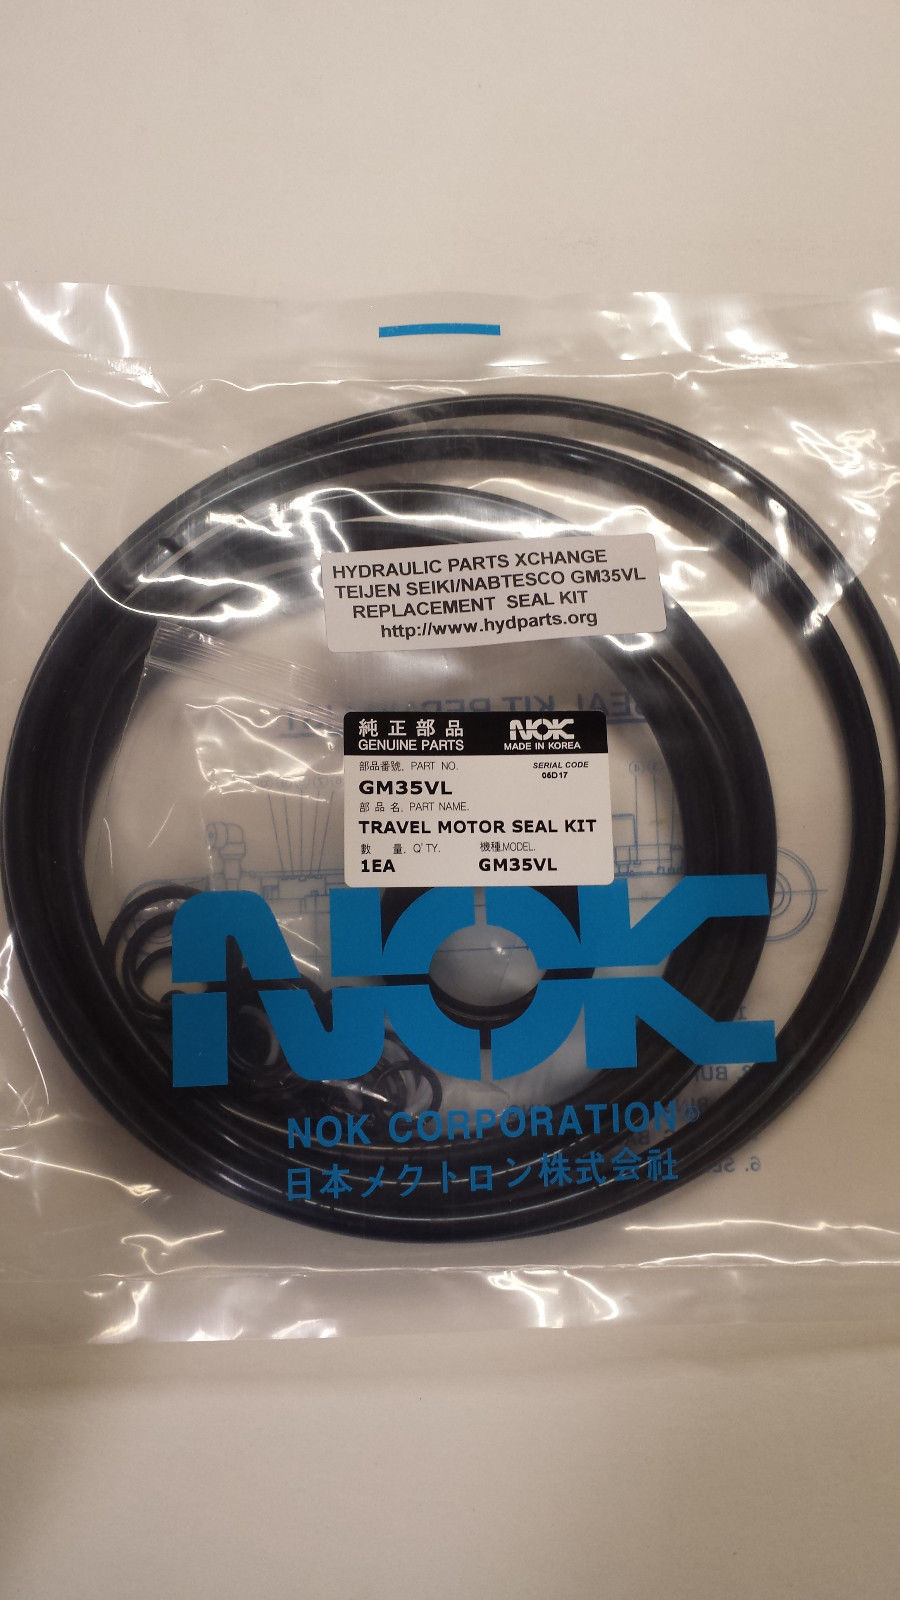 HYDRAULIC PARTS XCHANGE
TEIJEN SEIKI/NABTESCO GM35VL
REPLACEMENT SEAL KIT
http://www.hydparts.org
純正部品 NOK
GENUINE PARTS MADE IN KOREA
部品番號. PART NO. SERIAL CODE
GM35VL 06D17
部品名. PART NAME.
TRAVEL MOTOR SEAL KIT
數 量. Q'TY. 機種.MODEL.
1EA GM35VL
NOK
NOK CORPORATION®
日本メクトロン株式会社